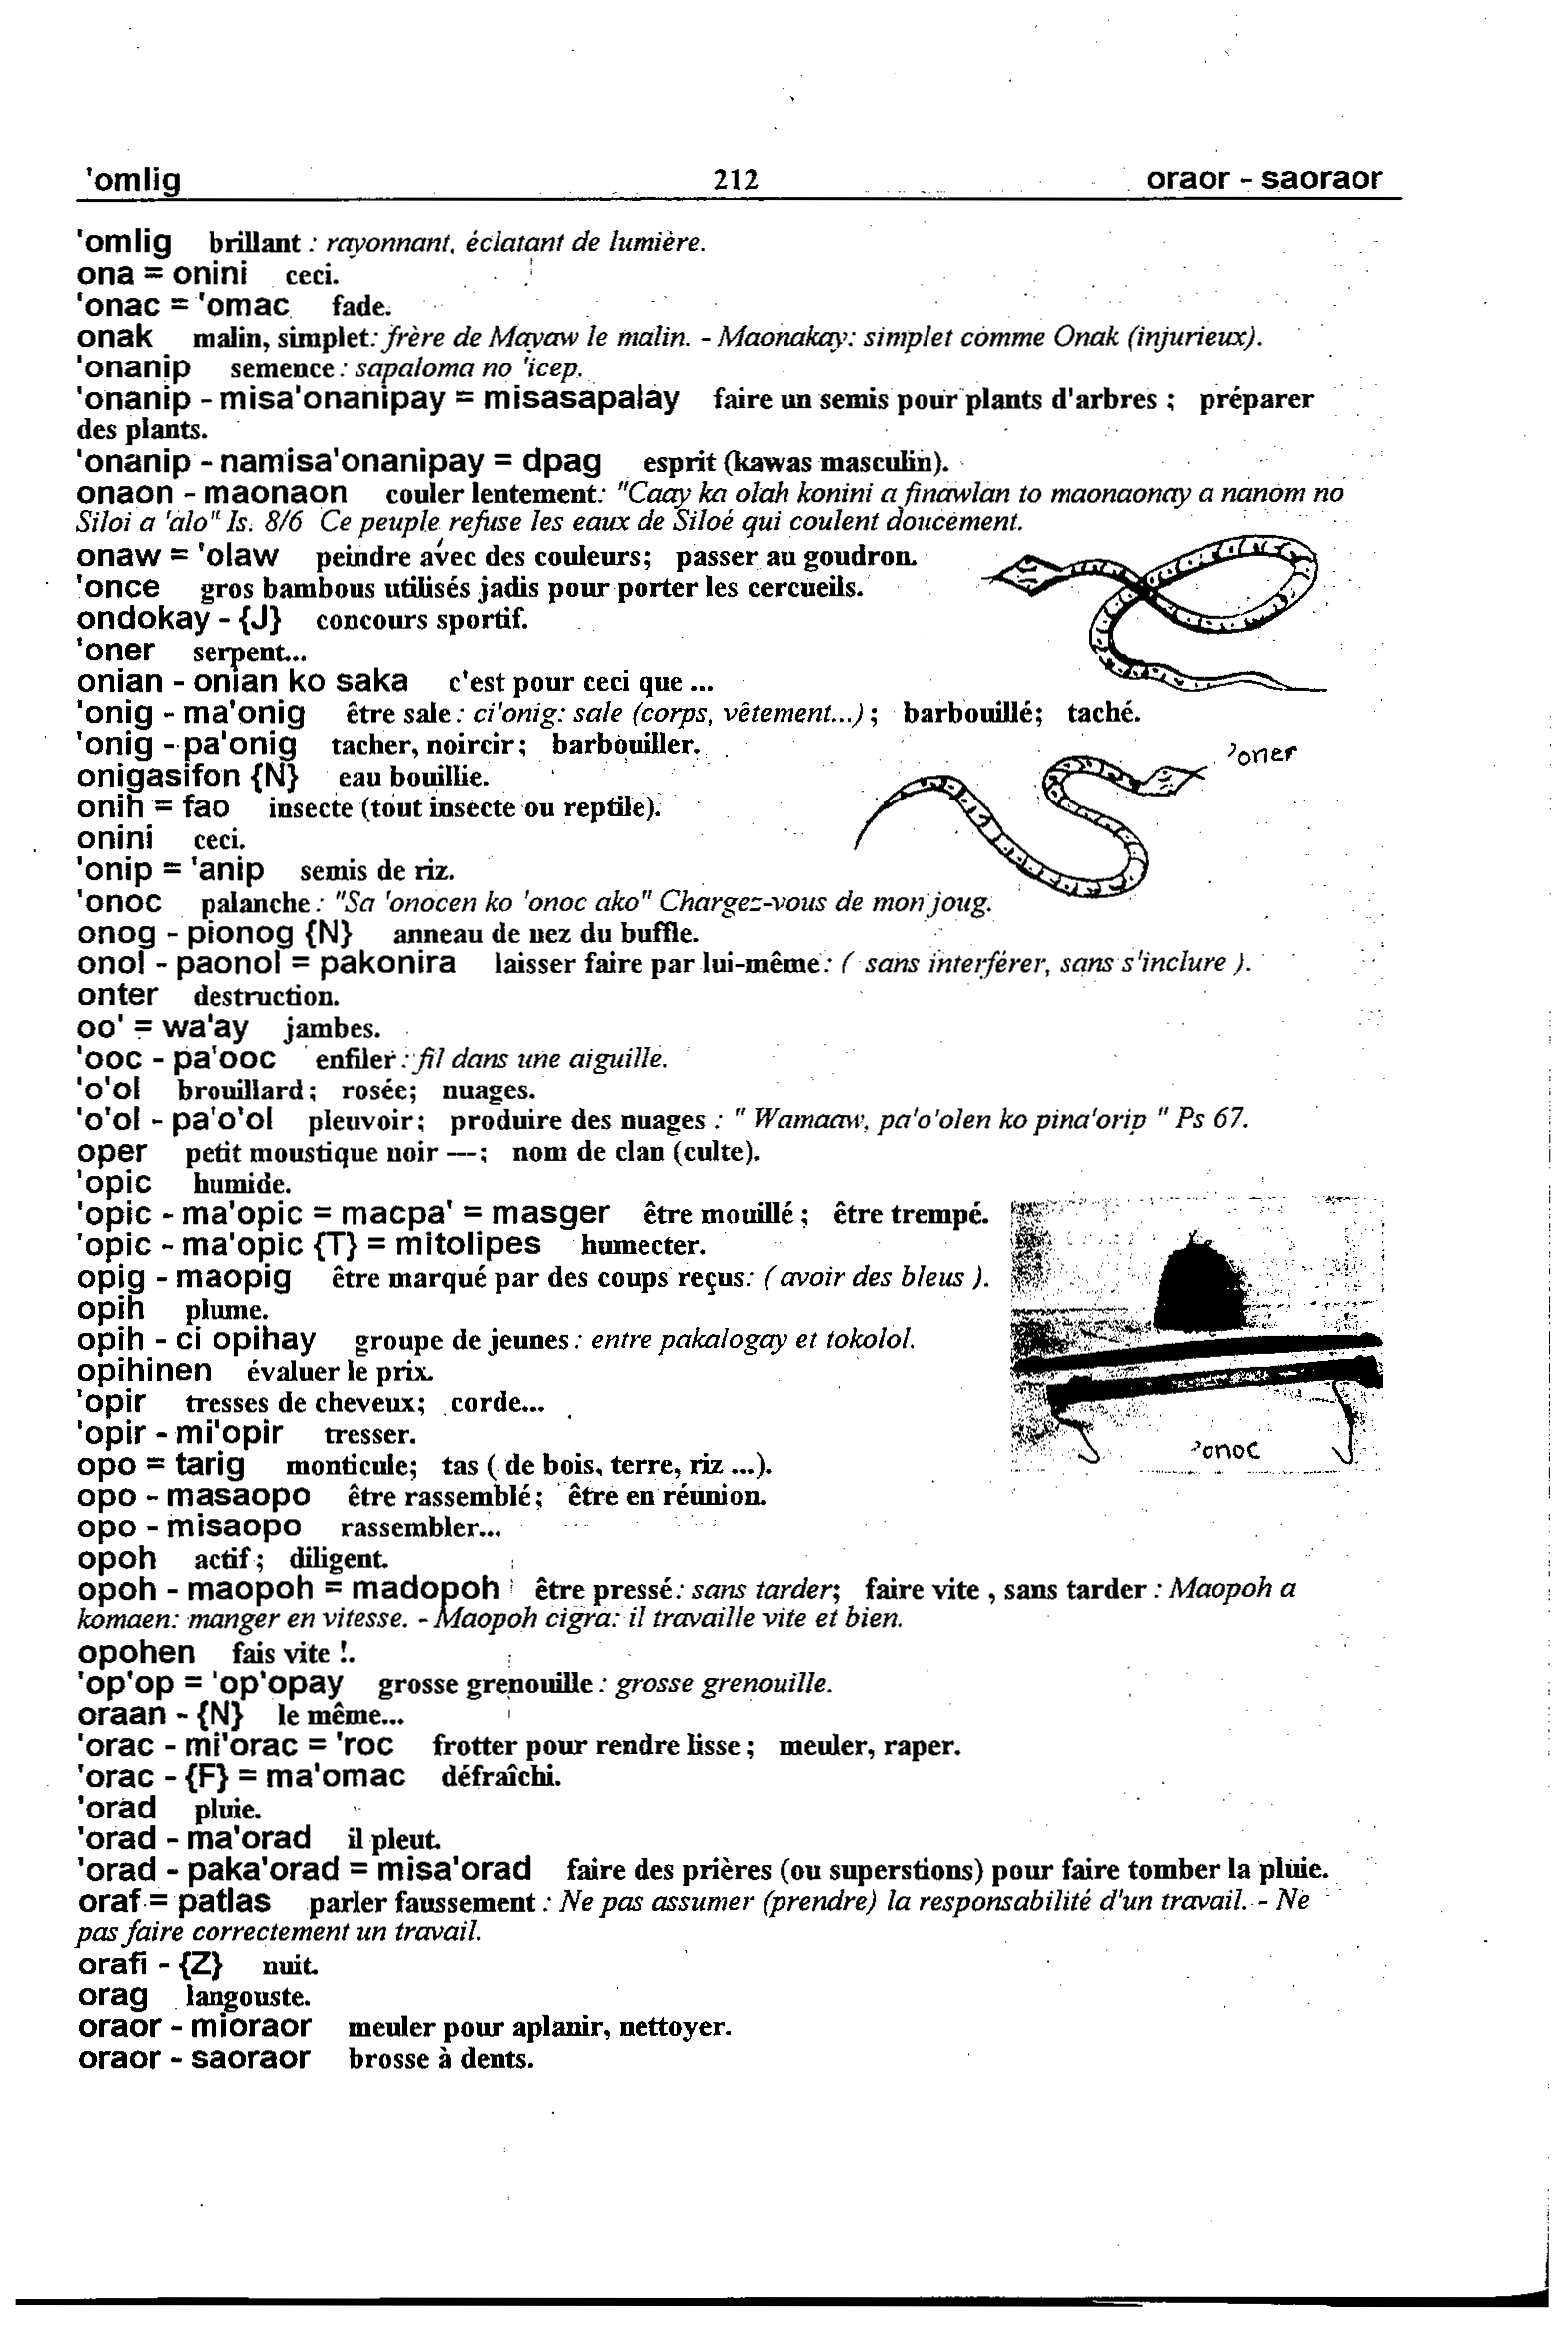 'omlig 212 oraor - saoraor
'omlig brillant : rayonnant, éclatant de lumière.
ona = onini ceci.
'onac = 'omac fade.
onak malin, simplet: frère de Mayaw le malin. - Maonakay: simplet comme Onak (injurieux).
'onanip semence : sapaloma no 'icep.
'onanip - misa'onanipay = misasapalay faire un semis pour plants d'arbres ; préparer
des plants.
'onanip - namisa'onanipay = dpag esprit (kawas masculin).
onaon - maonaon couler lentement: "Caay ka olah konini a finawlan to maonaonay a nanom no
Siloi a 'alo" Is. 8/6 Ce peuple refuse les eaux de Siloé qui coulent doucement.
onaw = 'olaw peindre avec des couleurs; passer au goudron.
'once gros bambous utilisés jadis pour porter les cercueils.
ondokay - {J} concours sportif.
'oner serpent...
onian - onian ko saka c'est pour ceci que ...
'onig - ma'onig être sale : ci'onig: sale (corps, vêtement...) ; barbouillé; taché.
'onig - pa'onig tacher, noircir; barbouiller.
'oner
onigasifon {N} eau bouillie.
onih = fao insecte (tout insecte ou reptile).
onini ceci.
'onip = 'anip semis de riz.
'onoc palanche : "Sa 'onocen ko 'onoc ako" Chargez-vous de mon joug.
onog - pionog {N} anneau de nez du buffle.
onol - paonol = pakonira laisser faire par lui-même : ( sans interférer, sans s'inclure ).
onter destruction.
oo' = wa'ay jambes.
'ooc - pa'ooc enfiler : fil dans une aiguille.
'o'ol brouillard ; rosée; nuages.
'o'ol - pa'o'ol pleuvoir; produire des nuages : " Wamaaw, pa'o'olen ko pina'orip " Ps 67.
oper petit moustique noir ---; nom de clan (culte).
'opic humide.
'opic - ma'opic = macpa' = masger être mouillé ; être trempé.
'opic - ma'opic {T} = mitolipes humecter.
opig - maopig être marqué par des coups reçus: ( avoir des bleus ).
opih plume.
opih - ci opihay groupe de jeunes : entre pakalogay et tokolol.
opihinen évaluer le prix.
'opir tresses de cheveux; corde...
'opir - mi'opir tresser.
'onoc
opo = tarig monticule; tas ( de bois, terre, riz ...).
opo - masaopo être rassemblé ; être en réunion.
opo - misaopo rassembler...
opoh actif ; diligent.
opoh - maopoh = madopoh être pressé : sans tarder; faire vite , sans tarder : Maopoh a
komaen: manger en vitesse. - Maopoh cigra: il travaille vite et bien.
opohen fais vite !.
'op'op = 'op'opay grosse grenouille : grosse grenouille.
oraan - {N} le même...
'orac - mi'orac = 'roc frotter pour rendre lisse ; meuler, raper.
'orac - {F} = ma'omac défraîchi.
'orad pluie.
'orad - ma'orad il pleut.
'orad - paka'orad = misa'orad faire des prières (ou superstions) pour faire tomber la pluie.
oraf = patlas parler faussement : Ne pas assumer (prendre) la responsabilité d'un travail. - Ne
pas faire correctement un travail.
orafi - {Z} nuit.
orag langouste.
oraor - mioraor meuler pour aplanir, nettoyer.
oraor - saoraor brosse à dents.